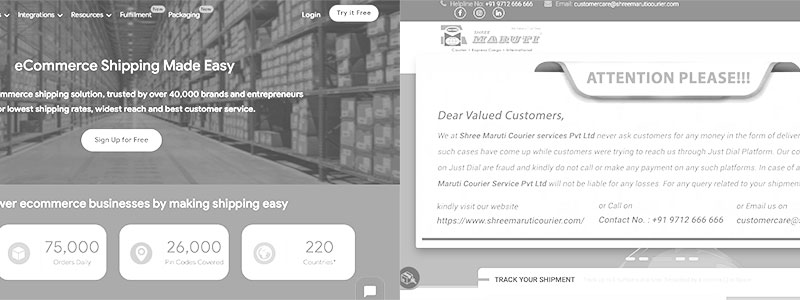 Integrations
Resources
Fulfillment
New
Packaging
New
Login
Try it Free
eCommerce Shipping Made Easy
mmerce shipping solution, trusted by over 40,000 brands and entrepreneurs
or lowest shipping rates, widest reach and best customer service.
Sign Up for Free
wer ecommerce businesses by making shipping easy
75,000
Orders Daily
26,000
Pin Codes Covered
220
Countries*
Helpline No: +91 9712 666 666
Email: customercare@shreemaruticourier.com
SHREE
MARUTI
Courier | Express Cargo | International
ATTENTION PLEASE!!!
Dear Valued Customers,
We at Shree Maruti Courier services Pvt Ltd never ask customers for any money in the form of deliver
such cases have come up while customers were trying to reach us through Just Dial Platform. Our co
on Just Dial are fraud and kindly do not call or make any payment on any such platforms. In case of a
Maruti Courier Service Pvt Ltd will not be liable for any losses. For any query related to your shipment
kindly visit our website
or Call on
or Email us on
https://www.shreemaruticourier.com/
Contact No. : +91 9712 666 666
customercare@s
TRACK YOUR SHIPMENT